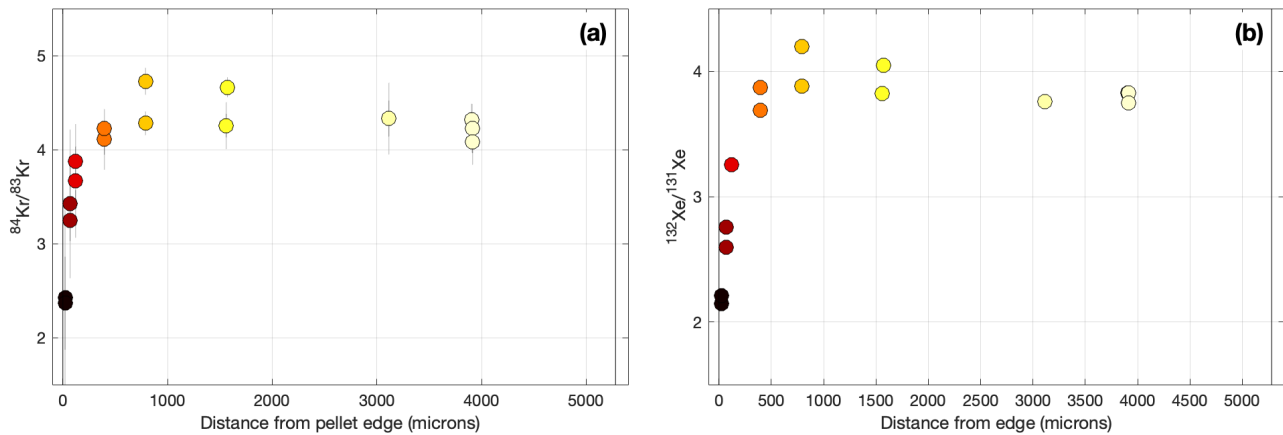 (a)
5
4
3
2
⁸⁴Kr/⁸³Kr
0 1000 2000 3000 4000 5000
Distance from pellet edge (microns)
(b)
4
3
2
¹³²Xe/¹³¹Xe
0 500 1000 1500 2000 2500 3000 3500 4000 4500 5000
Distance from edge (microns)